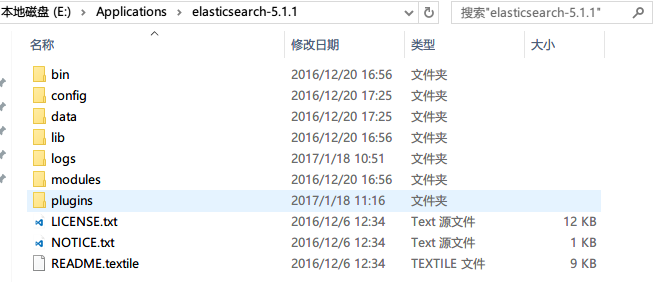 本地磁盘 (E:) › Applications › elasticsearch-5.1.1 搜索"elasticsearch-5.1.1"
名称 修改日期 类型 大小
bin 2016/12/20 16:56 文件夹
config 2016/12/20 17:25 文件夹
data 2016/12/20 17:25 文件夹
lib 2016/12/20 16:56 文件夹
logs 2017/1/18 10:51 文件夹
modules 2016/12/20 16:56 文件夹
plugins 2017/1/18 11:16 文件夹
LICENSE.txt 2016/12/6 12:34 Text 源文件 12 KB
NOTICE.txt 2016/12/6 12:34 Text 源文件 1 KB
README.textile 2016/12/6 12:34 TEXTILE 文件 9 KB